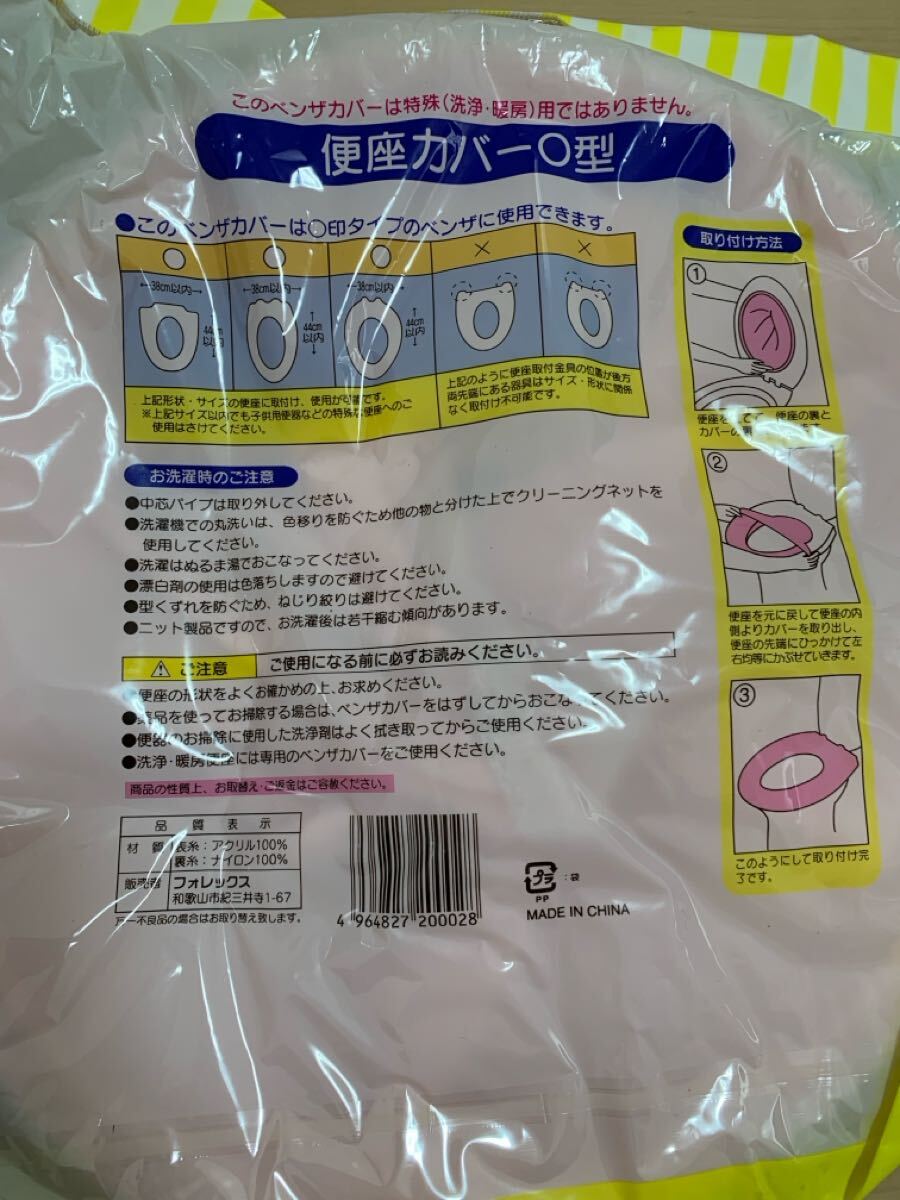 このベンザカバーは特殊(洗浄・暖房)用ではありません。
便座カバーO型
●このベンザカバーは○印タイプのベンザに使用できます。
○ ○ ○ × ×
←38cm以内→ ←38cm以内→ ←38cm以内→
44cm以内 44cm以内 44cm以内
上記形状・サイズの便座に取付け、使用が可能です。
※上記サイズ以内でも子供用便器などの特殊な便座へのご
使用はさけてください。
上記のように便座取付金具の位置が後方
両先端にある器具はサイズ・形状に関係
なく取付け不可能です。
お洗濯時のご注意
●中芯パイプは取り外してください。
●洗濯機での丸洗いは、色移りを防ぐため他の物と分けた上でクリーニングネットを
使用してください。
●洗濯はぬるま湯でおこなってください。
●漂白剤の使用は色落ちしますので避けてください。
●型くずれを防ぐため、ねじり絞りは避けてください。
●ニット製品ですので、お洗濯後は若干縮む傾向があります。
ご注意 ご使用になる前に必ずお読みください。
●便座の形状をよくお確かめの上、お求めください。
●薬品を使ってお掃除する場合は、ベンザカバーをはずしてからおこなってください。
●便器のお掃除に使用した洗浄剤はよく拭き取ってからご使用ください。
●洗浄・暖房便座には専用のベンザカバーをご使用ください。
商品の性質上、お取替え・ご返金はご容赦ください。
品質表示
材質 表糸：アクリル100%
裏糸：ナイロン100%
販売者 フォレックス
和歌山市紀三井寺1-67
万一不良品の場合はお取り替え致します。
4 964827 200028
プラ ：袋
PP
MADE IN CHINA
取り付け方法
①
便座を 便座の裏と
カバーの
②
便座を元に戻して便座の内
側よりカバーを取り出し、
便座の先端にひっかけて左
右均等にかぶせていきます。
③
このようにして取り付け完
了です。